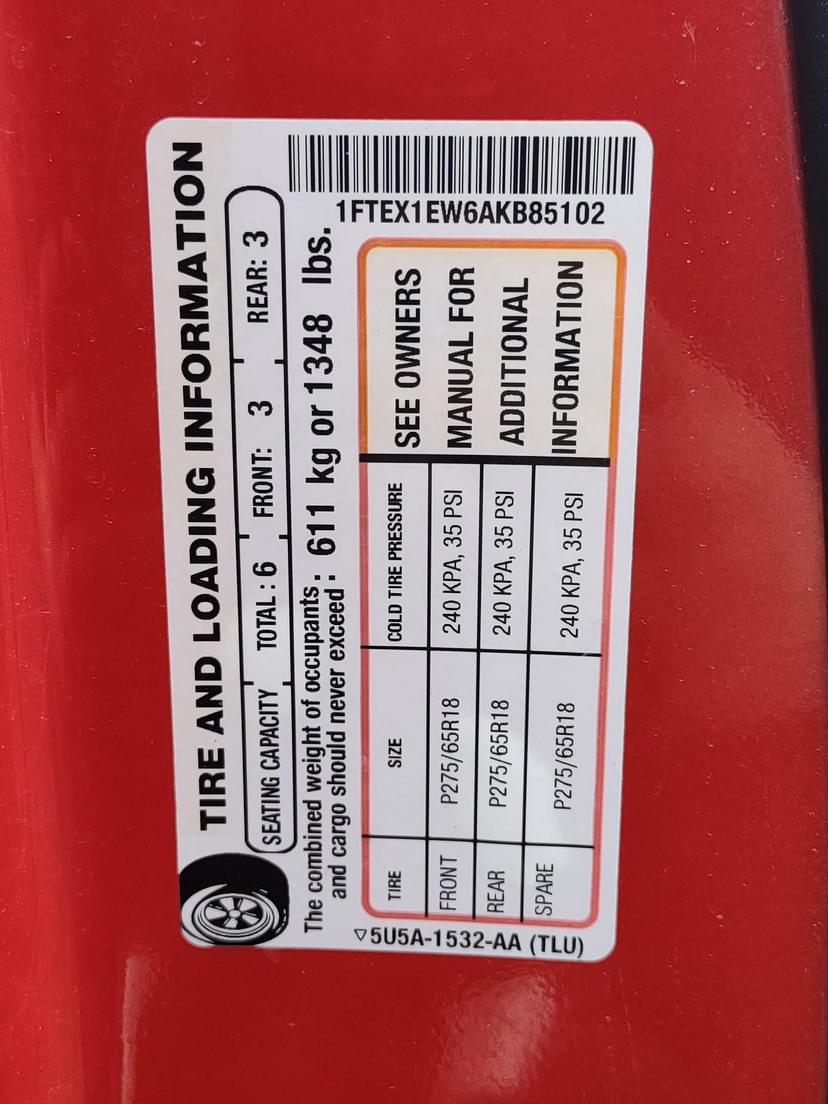 TIRE AND LOADING INFORMATION
SEATING CAPACITY TOTAL : 6 FRONT: 3 REAR: 3
The combined weight of occupants : 611 kg or 1348 lbs.
and cargo should never exceed :
1FTEX1EW6AKB85102
TIRE SIZE COLD TIRE PRESSURE
FRONT P275/65R18 240 KPA, 35 PSI
REAR P275/65R18 240 KPA, 35 PSI
SPARE P275/65R18 240 KPA, 35 PSI
SEE OWNERS
MANUAL FOR
ADDITIONAL
INFORMATION
▽5U5A-1532-AA (TLU)